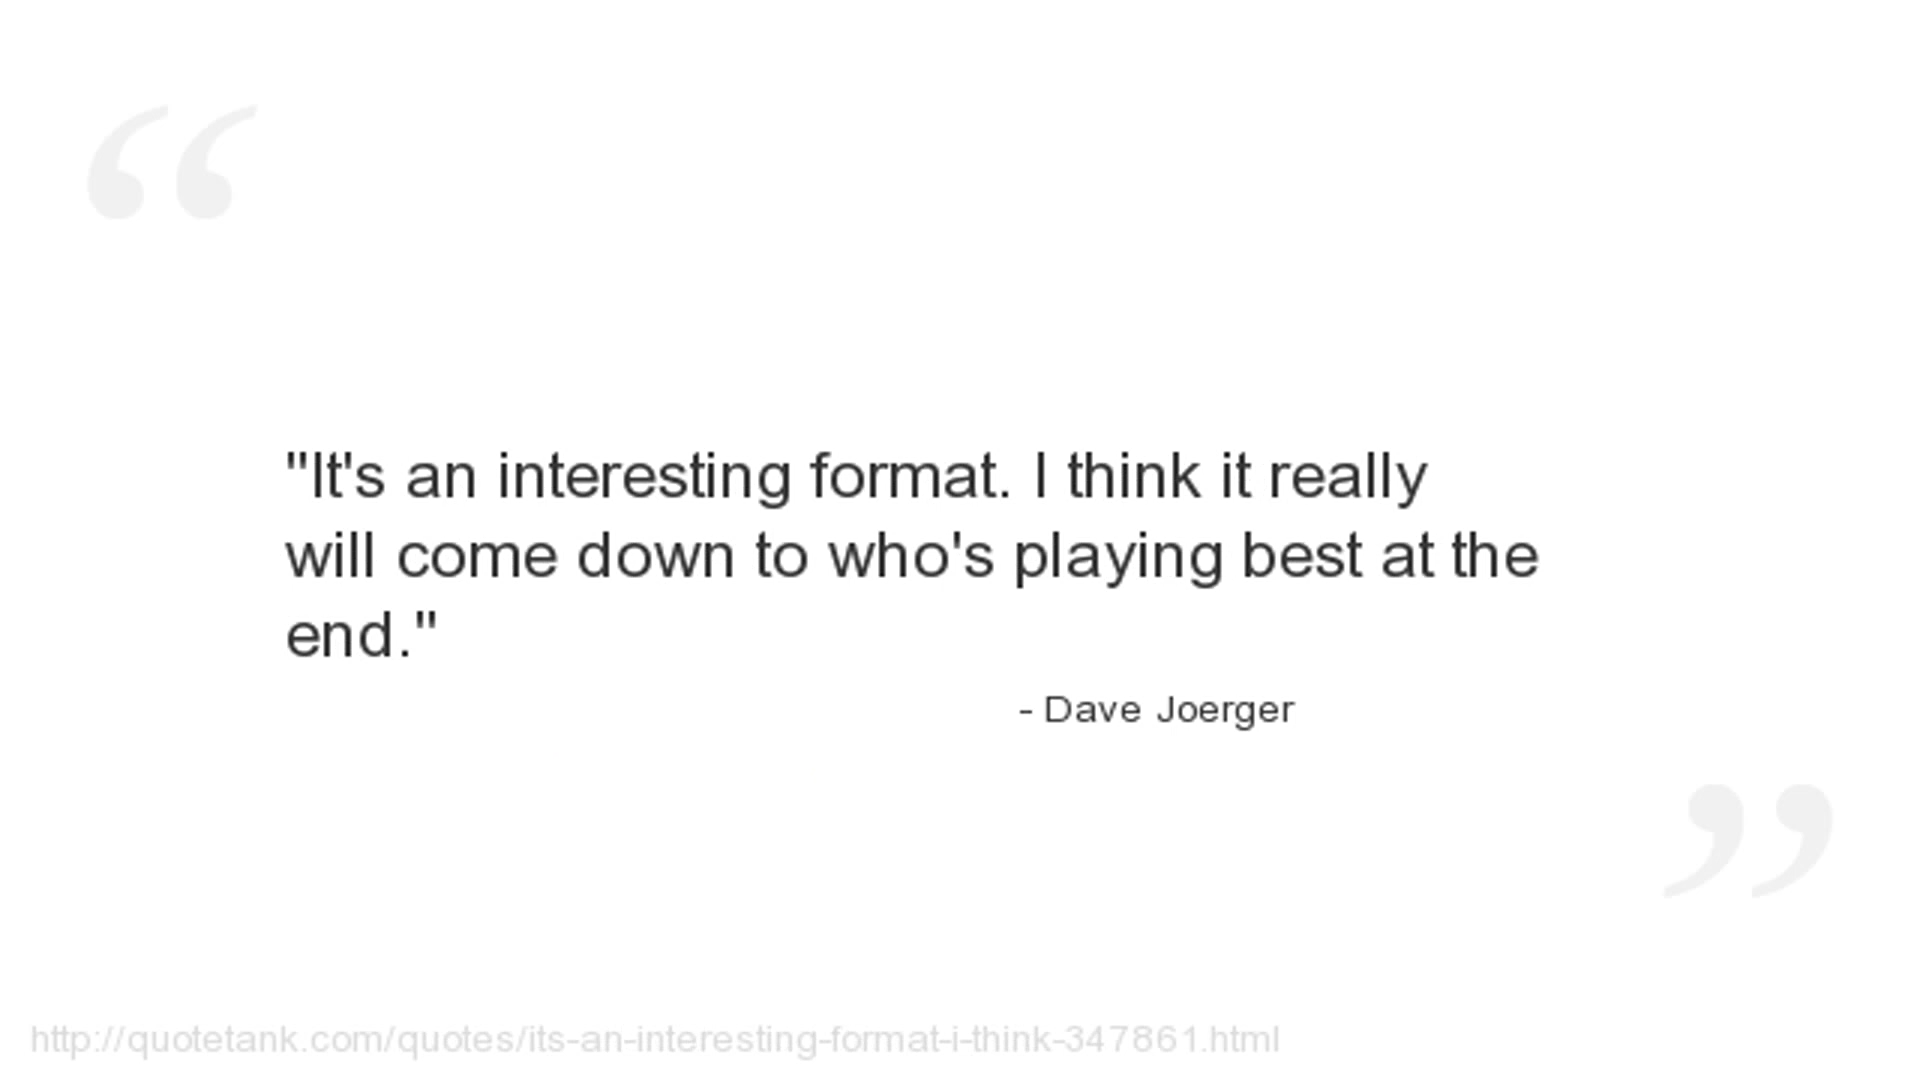 "It's an interesting format. I think it really
will come down to who's playing best at the
end."
- Dave Joerger
http://quotetank.com/quotes/its-an-interesting-format-i-think-347861.html